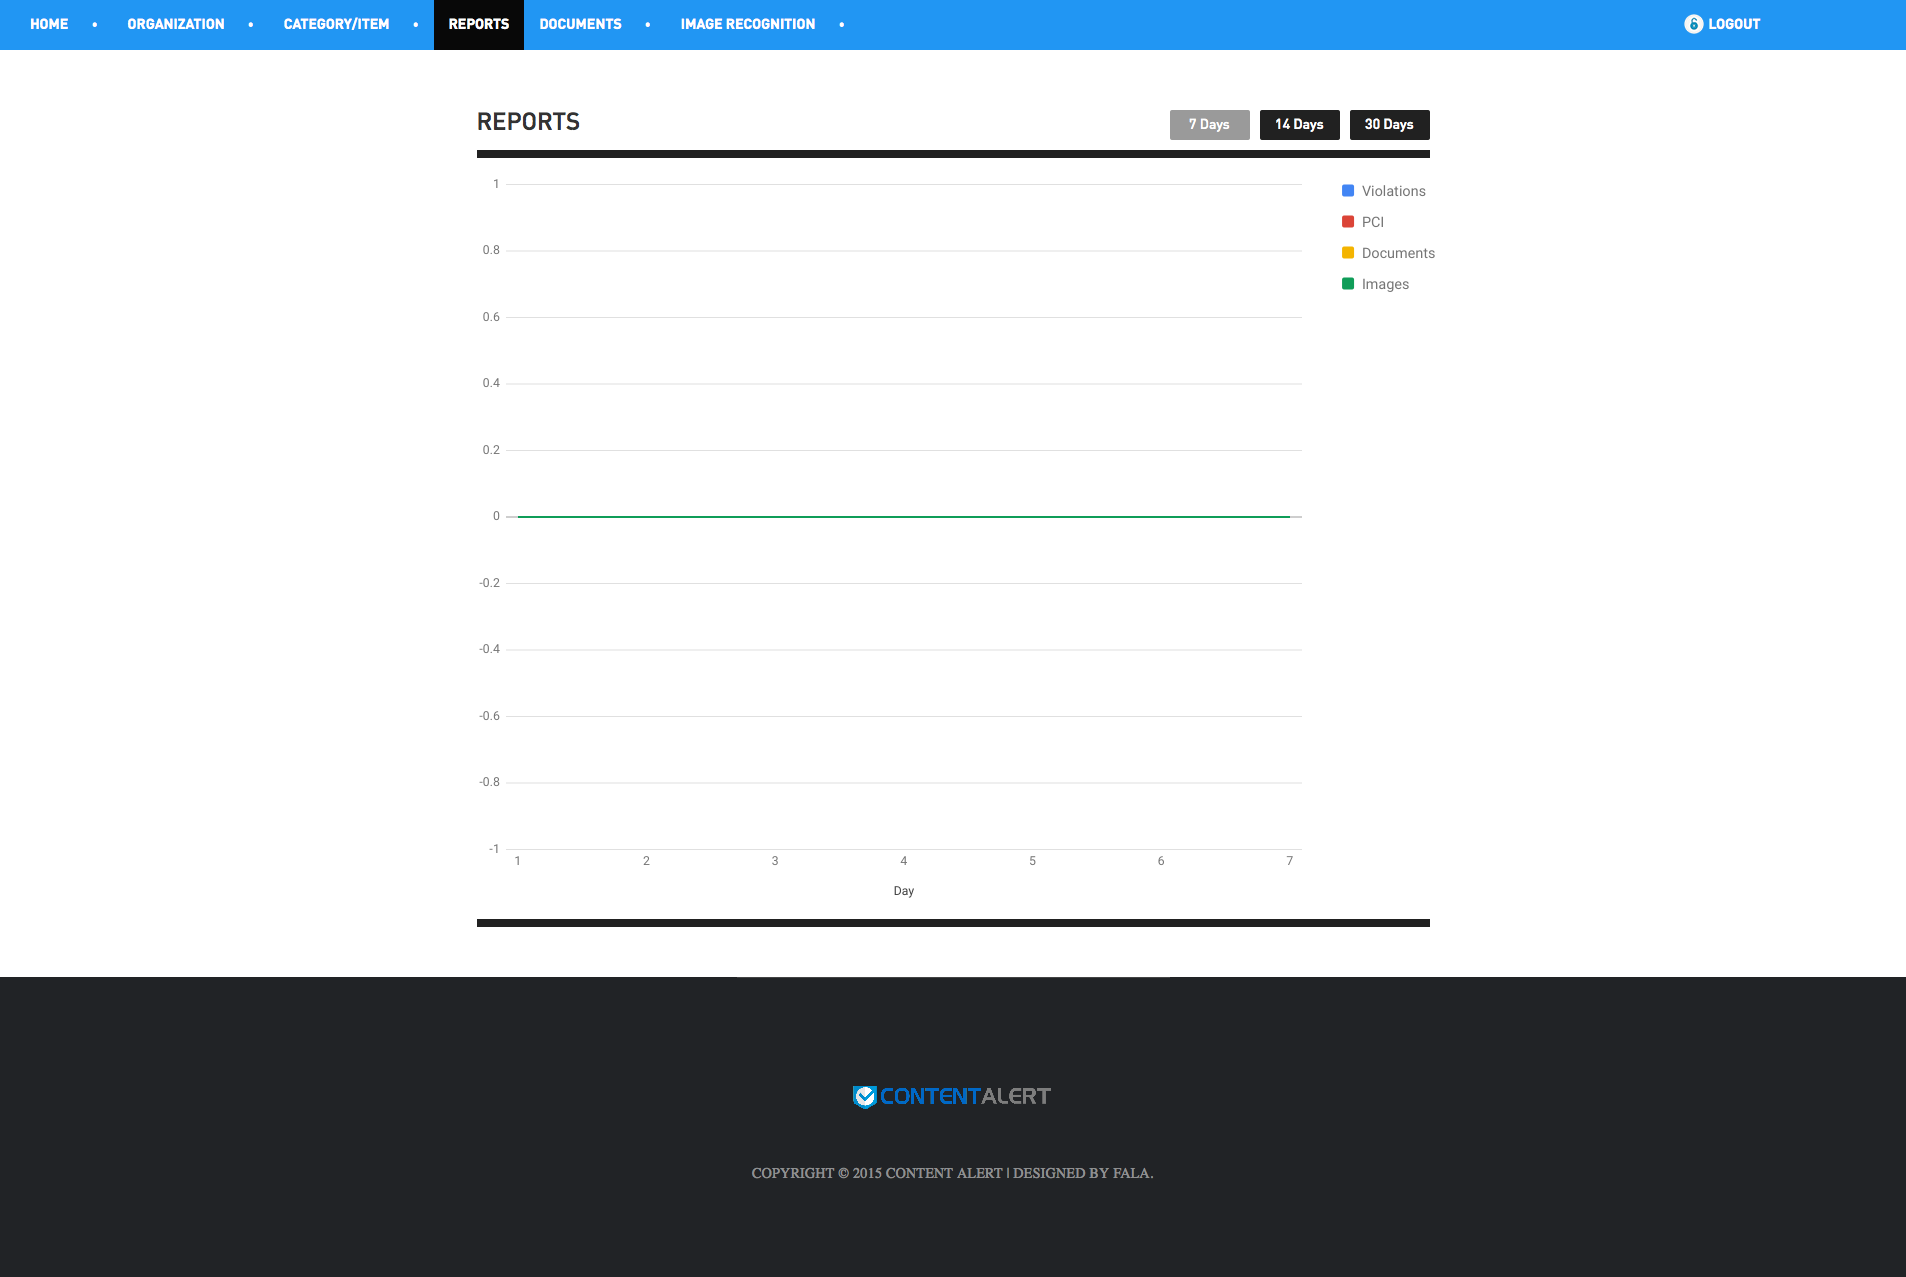 HOME • ORGANIZATION • CATEGORY/ITEM • REPORTS DOCUMENTS • IMAGE RECOGNITION • LOGOUT
REPORTS 7 Days 14 Days 30 Days
1
0.8
0.6
0.4
0.2
0
-0.2
-0.4
-0.6
-0.8
-1
Violations
PCI
Documents
Images
1 2 3 4 5 6 7
Day
CONTENTALERT
COPYRIGHT © 2015 CONTENT ALERT | DESIGNED BY FALA.